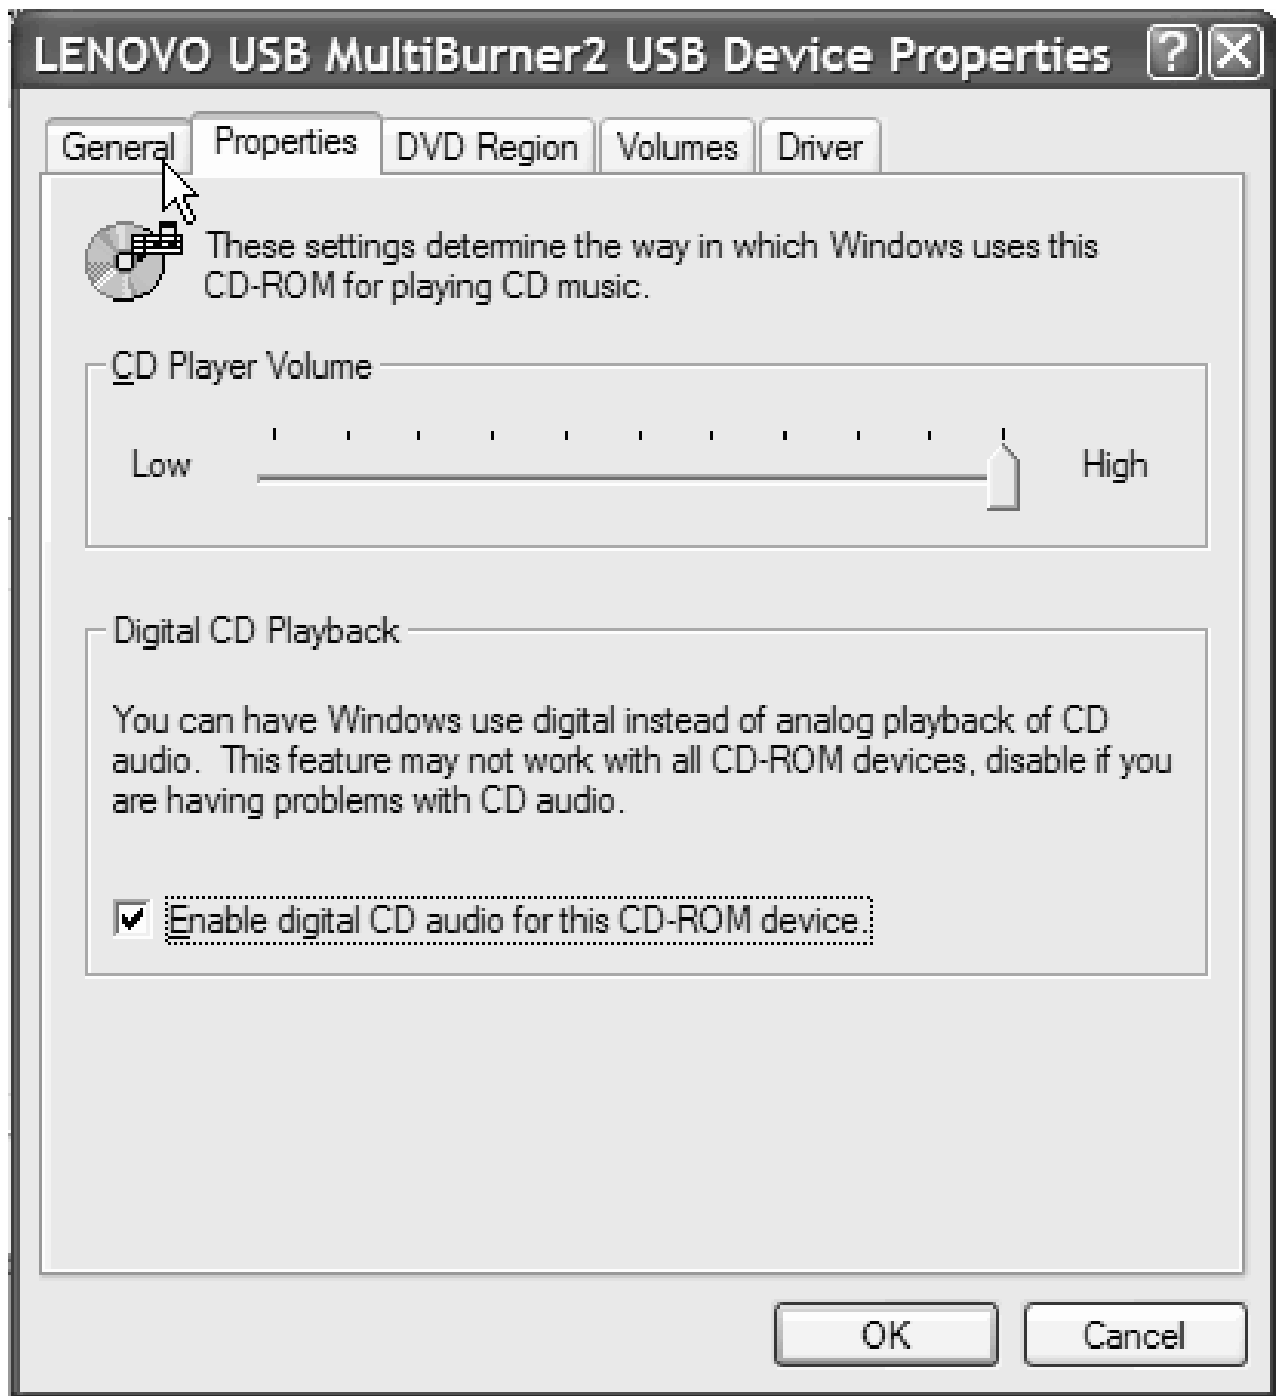 LENOVO USB MultiBurner2 USB Device Properties ? X
General Properties DVD Region Volumes Driver
These settings determine the way in which Windows uses this
CD-ROM for playing CD music.
CD Player Volume
Low High
Digital CD Playback
You can have Windows use digital instead of analog playback of CD
audio. This feature may not work with all CD-ROM devices, disable if you
are having problems with CD audio.
Enable digital CD audio for this CD-ROM device.
OK Cancel